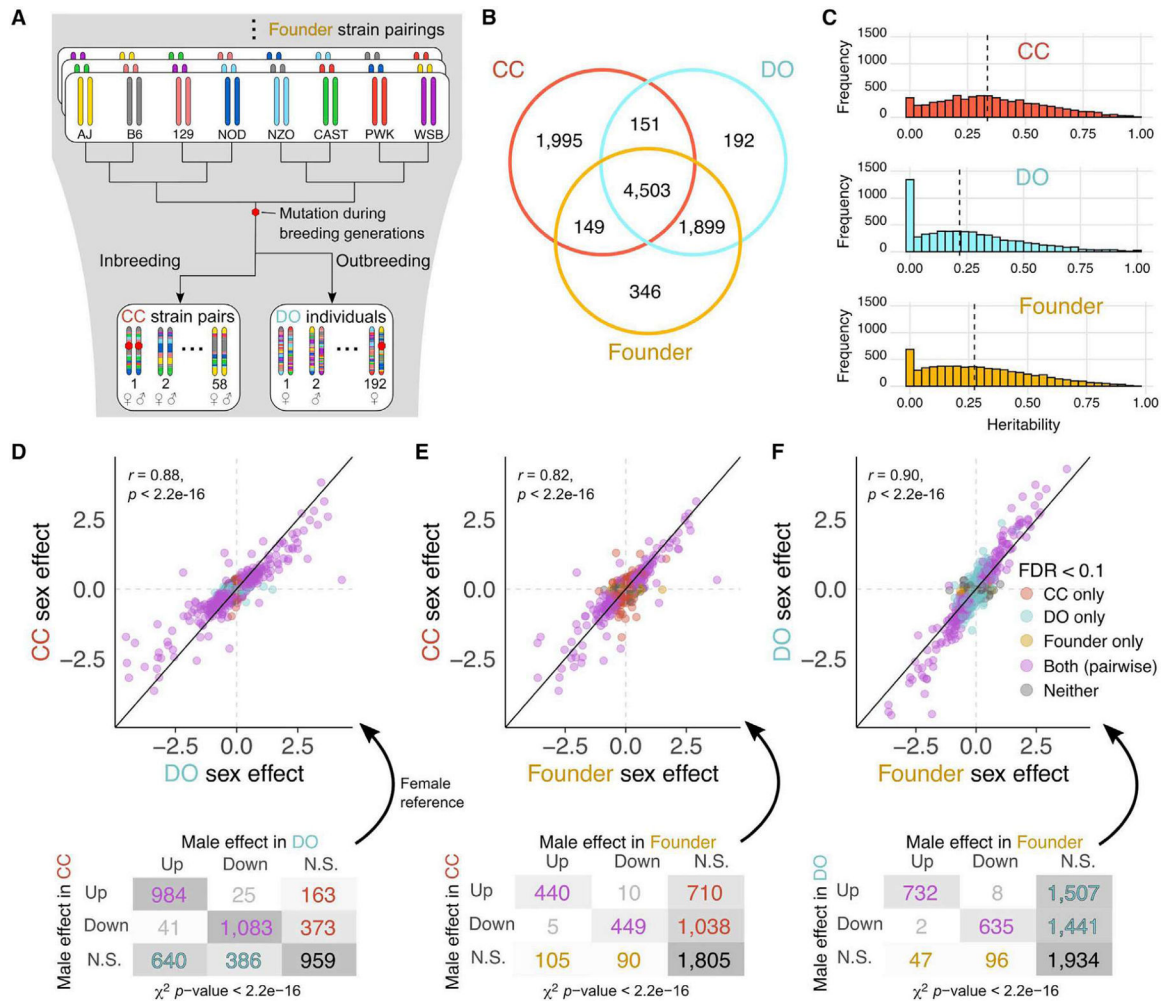 A
Founder strain pairings
AJ B6 129 NOD NZO CAST PWK WSB
Mutation during
breeding generations
Inbreeding
Outbreeding
CC strain pairs
1 2 58
♀ ♂ ♀ ♂ ♀ ♂
DO individuals
1 2 192
♀ ♂ ♀
B
CC
DO
1,995
151
192
4,503
149
1,899
346
Founder
C
CC
Frequency
1500
1000
500
0
0.00 0.25 0.50 0.75 1.00
DO
Frequency
1500
1000
500
0
0.00 0.25 0.50 0.75 1.00
Founder
Frequency
1500
1000
500
0
0.00 0.25 0.50 0.75 1.00
Heritability
D
r = 0.88,
p < 2.2e-16
CC sex effect
2.5
0.0
−2.5
−2.5 0.0 2.5
DO sex effect
E
r = 0.82,
p < 2.2e-16
CC sex effect
2.5
0.0
−2.5
−2.5 0.0 2.5
Founder sex effect
F
r = 0.90,
p < 2.2e-16
DO sex effect
2.5
0.0
−2.5
−2.5 0.0 2.5
Founder sex effect
FDR < 0.1
CC only
DO only
Founder only
Both (pairwise)
Neither
Female
reference
Male effect in DO
Up Down N.S.
Male effect in CC
Up 984 25 163
Down 41 1,083 373
N.S. 640 386 959
χ² p−value < 2.2e−16
Male effect in Founder
Up Down N.S.
Male effect in CC
Up 440 10 710
Down 5 449 1,038
N.S. 105 90 1,805
χ² p−value < 2.2e−16
Male effect in Founder
Up Down N.S.
Male effect in DO
Up 732 8 1,507
Down 2 635 1,441
N.S. 47 96 1,934
χ² p−value < 2.2e−16